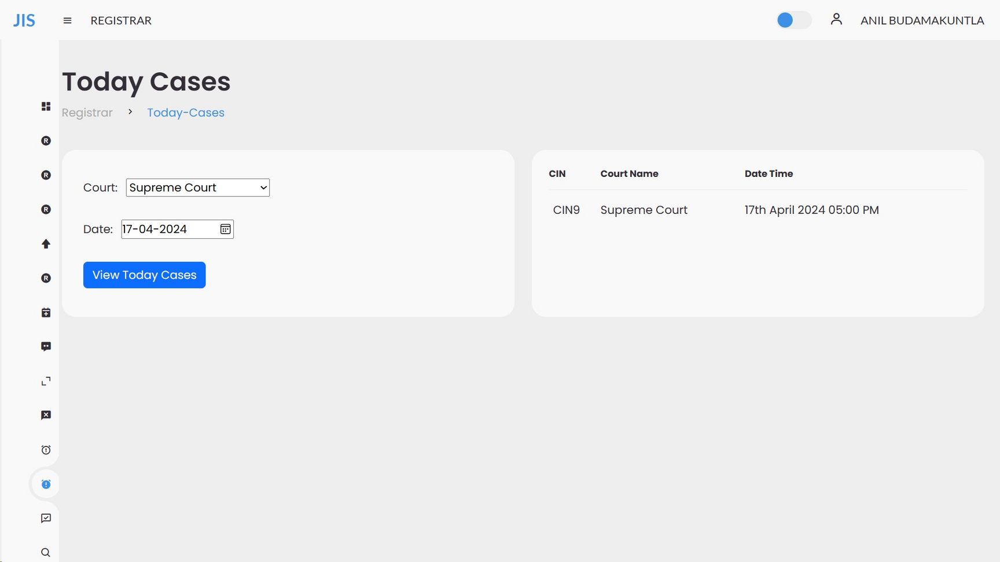 JIS
REGISTRAR
ANIL BUDAMAKUNTLA
Today Cases
Registrar > Today-Cases
Court: Supreme Court
Date: 17-04-2024
View Today Cases
CIN Court Name Date Time
CIN9 Supreme Court 17th April 2024 05:00 PM
R
R
R
R